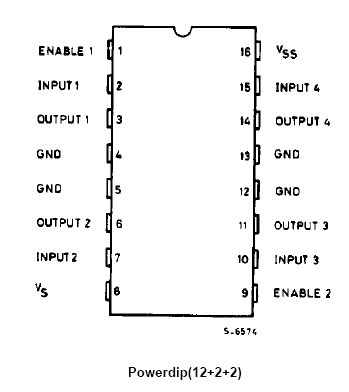 ENABLE 1 1 16 VSS
INPUT 1 2 15 INPUT 4
OUTPUT 1 3 14 OUTPUT 4
GND 4 13 GND
GND 5 12 GND
OUTPUT 2 6 11 OUTPUT 3
INPUT 2 7 10 INPUT 3
VS 8 9 ENABLE 2
S-6574
Powerdip(12+2+2)